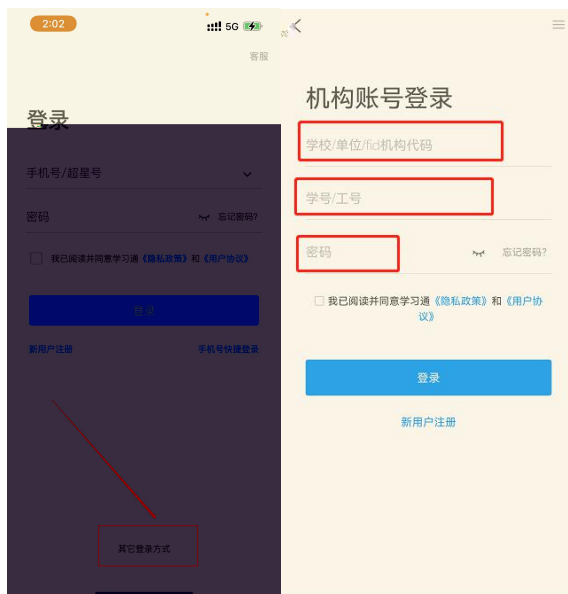 2:02
5G
客服
登录
手机号/超星号
密码
忘记密码?
我已阅读并同意学习通《隐私政策》和《用户协议》
登录
新用户注册
手机号快捷登录
其它登录方式
机构账号登录
学校/单位/fid机构代码
学号/工号
密码
忘记密码?
我已阅读并同意学习通《隐私政策》和《用户协
议》
登录
新用户注册